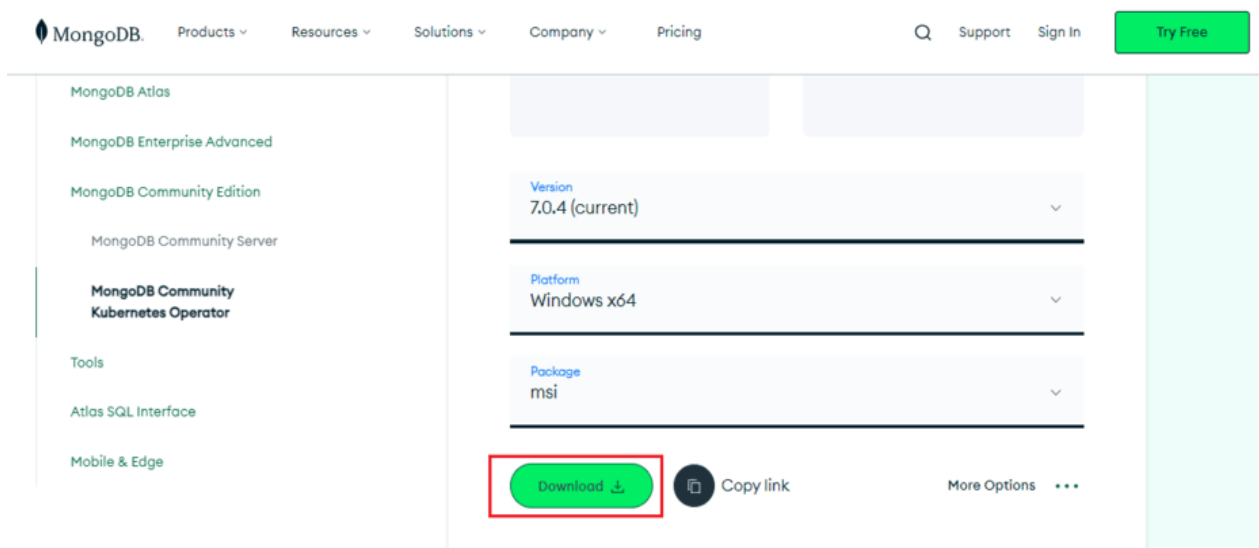 MongoDB. Products Resources Solutions Company Pricing Support Sign In Try Free
MongoDB Atlas
MongoDB Enterprise Advanced
MongoDB Community Edition
MongoDB Community Server
MongoDB Community
Kubernetes Operator
Tools
Atlas SQL Interface
Mobile & Edge
Version
7.0.4 (current)
Platform
Windows x64
Package
msi
Download Copy link More Options